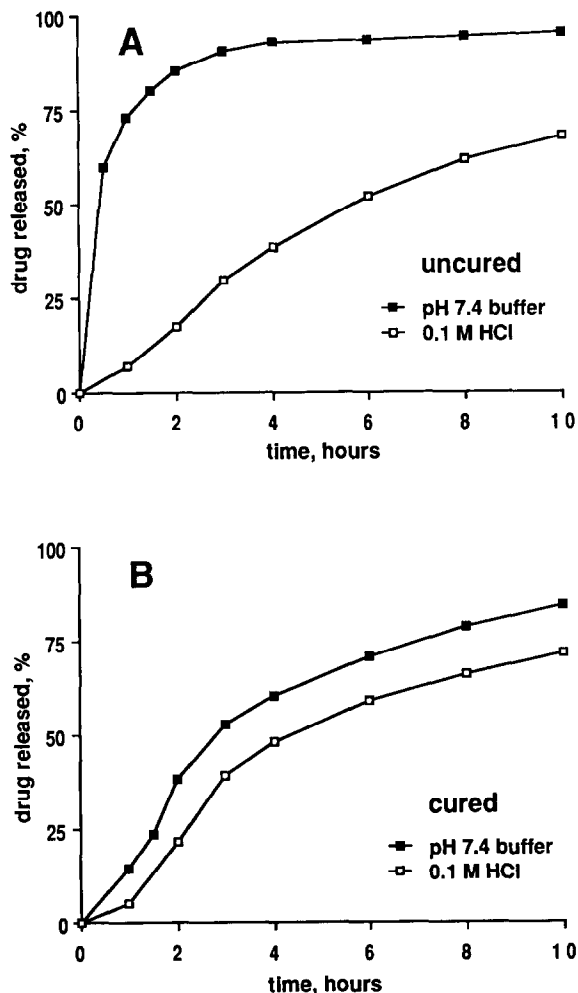 A
100
75
50
25
0
drug released, %
uncured
pH 7.4 buffer
0.1 M HCl
0 2 4 6 8 10
time, hours
B
100
75
50
25
0
drug released, %
cured
pH 7.4 buffer
0.1 M HCl
0 2 4 6 8 10
time, hours